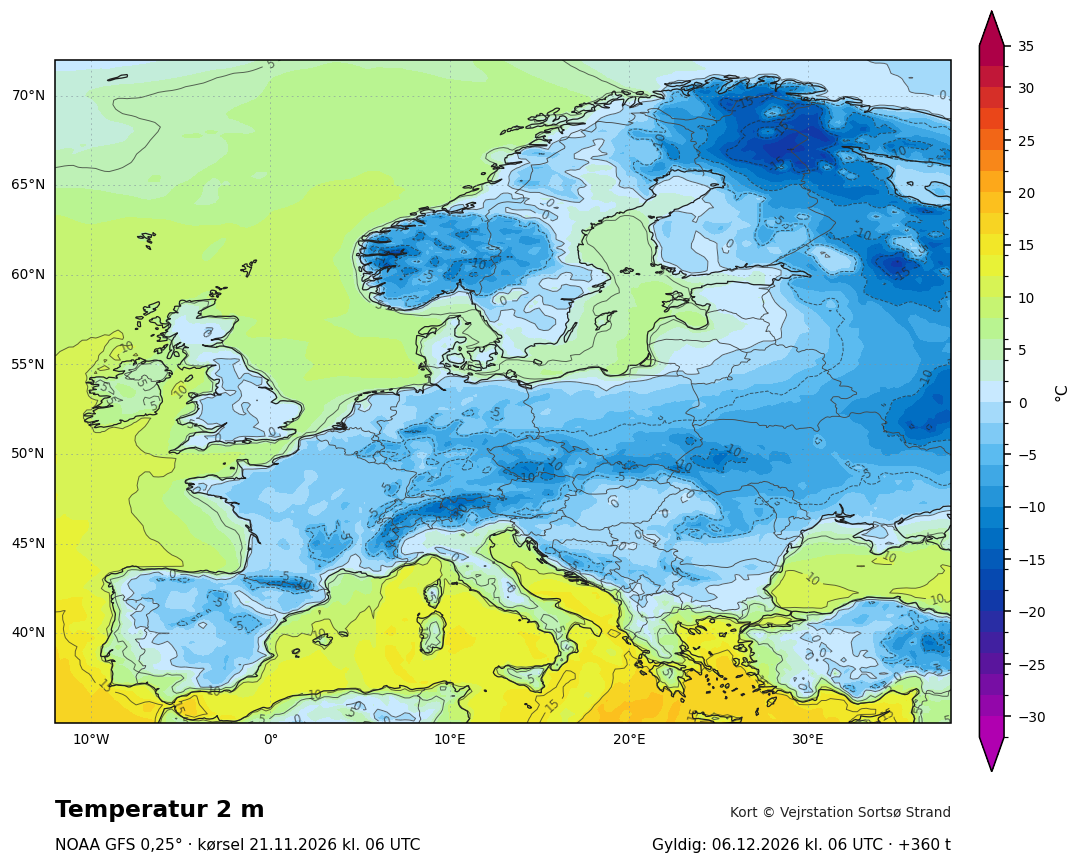 70°N
65°N
60°N
55°N
50°N
45°N
40°N
10°W 0° 10°E 20°E 30°E
35
30
25
20
15
10
5
0
−5
−10
−15
−20
−25
−30
°C
Temperatur 2 m
Kort © Vejrstation Sortsø Strand
NOAA GFS 0,25° · kørsel 21.11.2026 kl. 06 UTC
Gyldig: 06.12.2026 kl. 06 UTC · +360 t